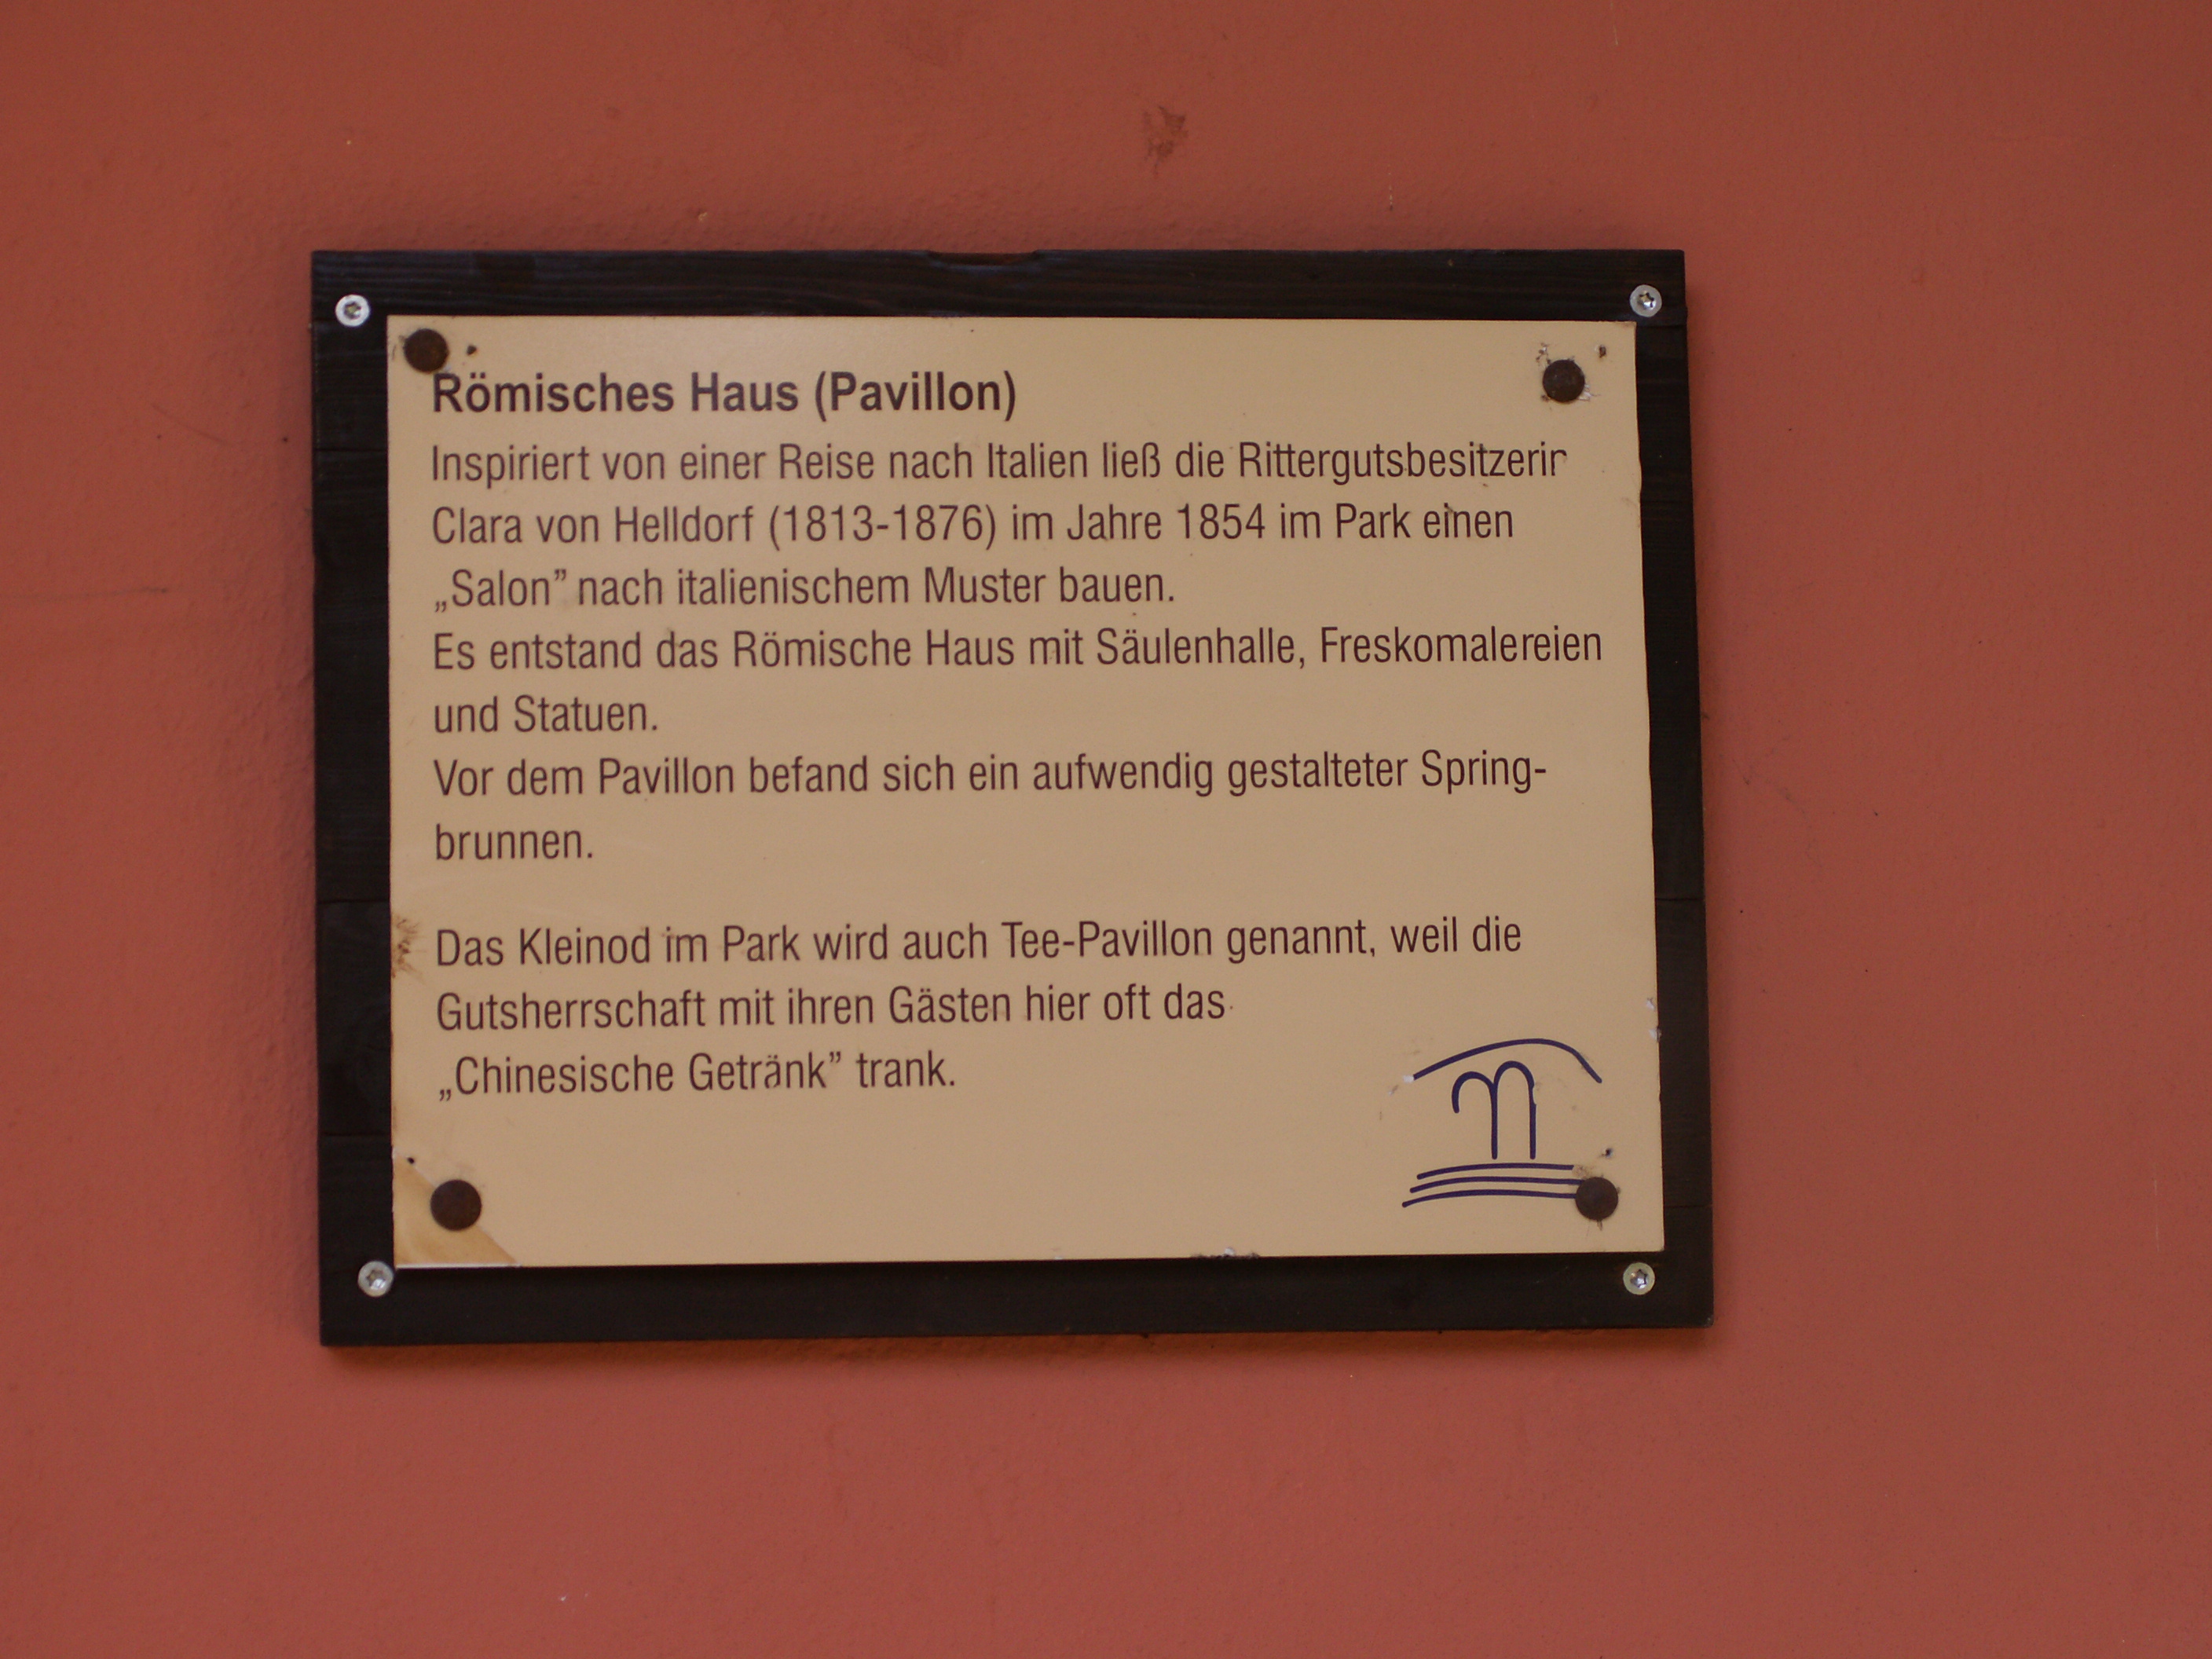 Römisches Haus (Pavillon)
Inspiriert von einer Reise nach Italien ließ die Rittergutsbesitzerin
Clara von Helldorf (1813-1876) im Jahre 1854 im Park einen
„Salon” nach italienischem Muster bauen.
Es entstand das Römische Haus mit Säulenhalle, Freskomalereien
und Statuen.
Vor dem Pavillon befand sich ein aufwendig gestalteter Spring-
brunnen.
Das Kleinod im Park wird auch Tee-Pavillon genannt, weil die
Gutsherrschaft mit ihren Gästen hier oft das
„Chinesische Getränk” trank.